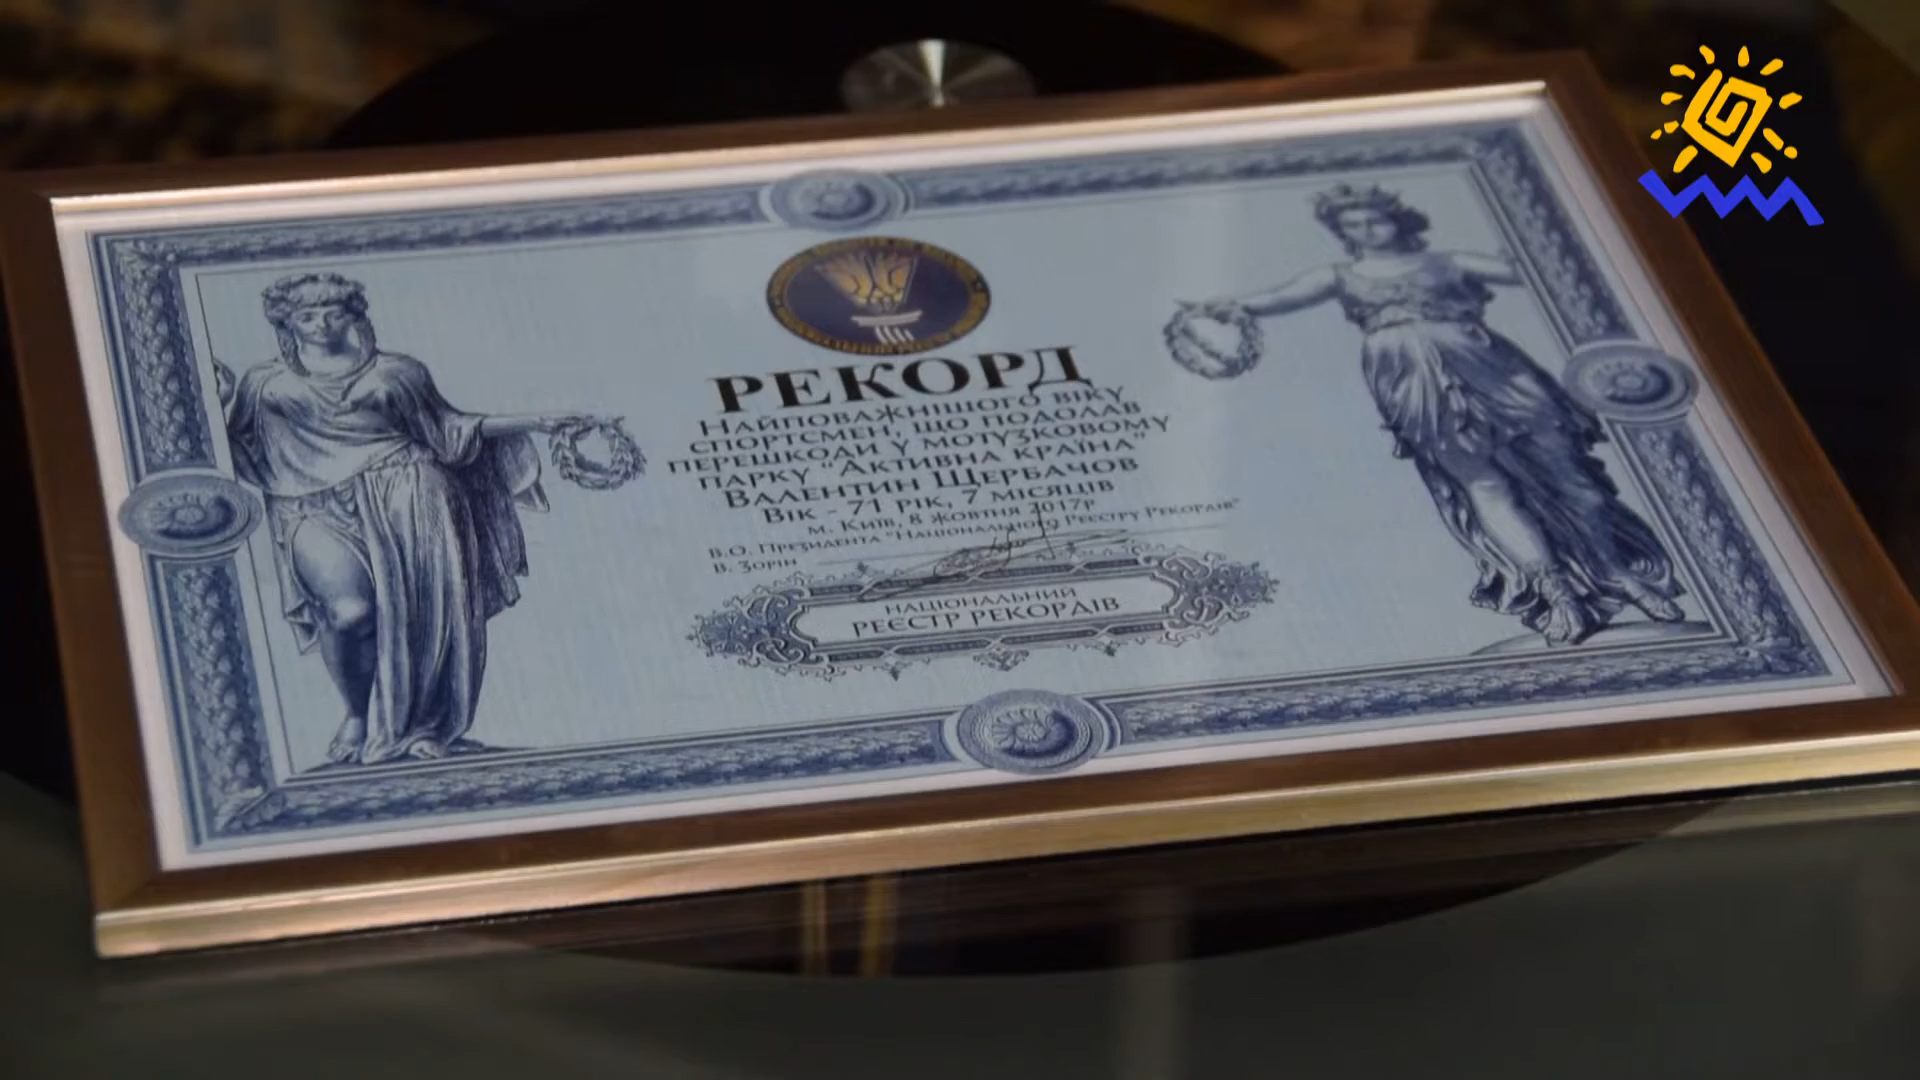 РЕКОРД
Найповажнішого віку
спортсмен, що подолав
перешкоди у мотузковому
парку "Активна країна"
Валентин Щербачов
Вік - 71 рік, 7 місяців
м. Київ, 8 жовтня 2017р
В.О. Президента "Національного Реєстру Рекордів"
В. Зорін
НАЦІОНАЛЬНИЙ
РЕЄСТР РЕКОРДІВ